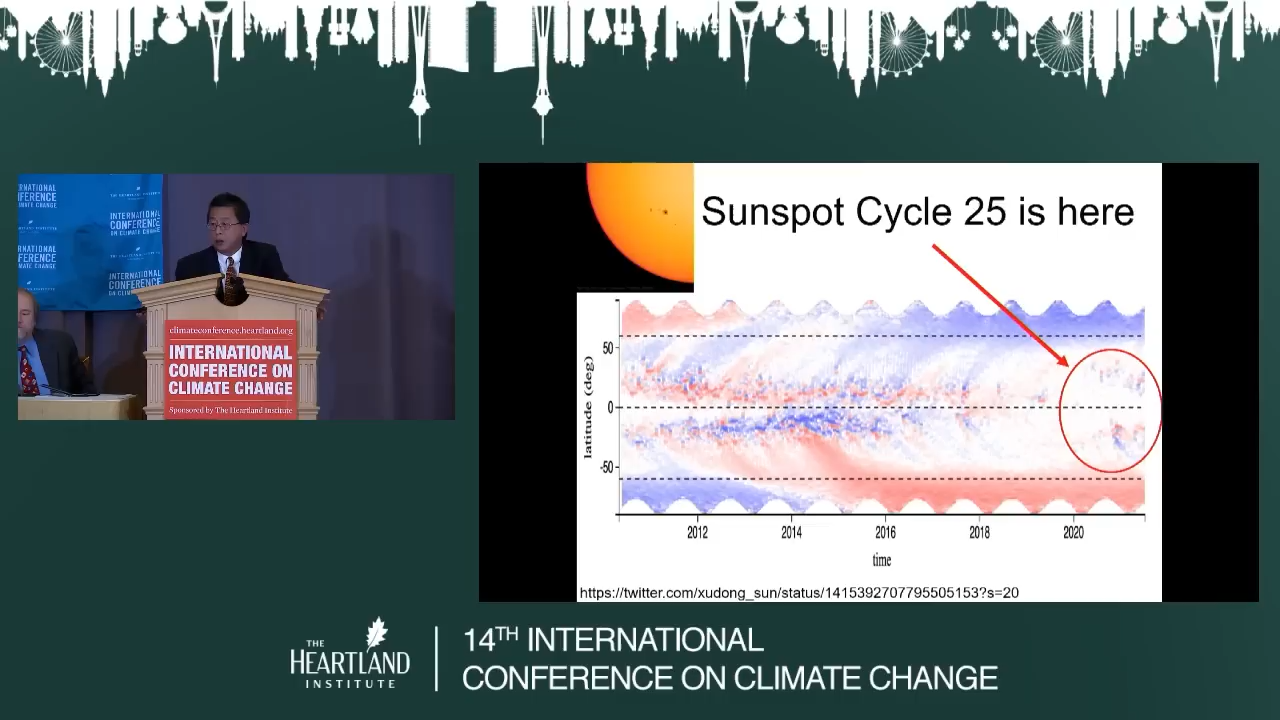 INTERNATIONAL
CONFERENCE
ON CLIMATE CHANGE
climateconference.heartland.org
INTERNATIONAL
CONFERENCE ON
CLIMATE CHANGE
Sponsored by The Heartland Institute
Sunspot Cycle 25 is here
latitude (deg)
50
0
-50
2012
2014
2016
2018
2020
time
https://twitter.com/xudong_sun/status/1415392707795505153?s=20
THE
HEARTLAND
INSTITUTE
14TH INTERNATIONAL
CONFERENCE ON CLIMATE CHANGE